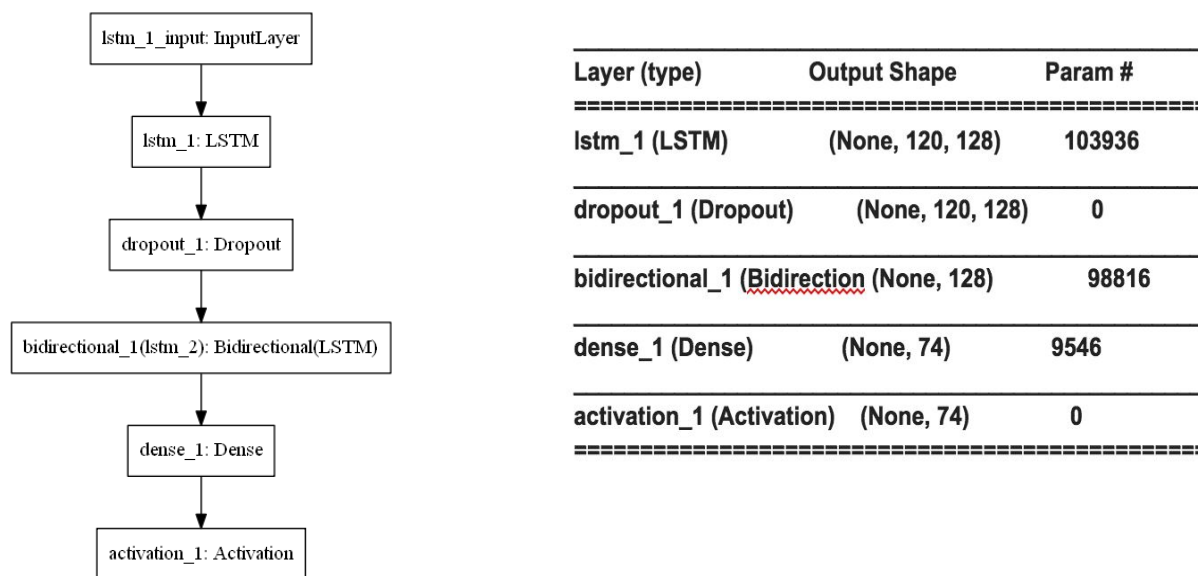 lstm_1_input: InputLayer
lstm_1: LSTM
dropout_1: Dropout
bidirectional_1(lstm_2): Bidirectional(LSTM)
dense_1: Dense
activation_1: Activation
Layer (type) Output Shape Param #
==================================================
lstm_1 (LSTM) (None, 120, 128) 103936
dropout_1 (Dropout) (None, 120, 128) 0
bidirectional_1 (Bidirection (None, 128) 98816
dense_1 (Dense) (None, 74) 9546
activation_1 (Activation) (None, 74) 0
==================================================